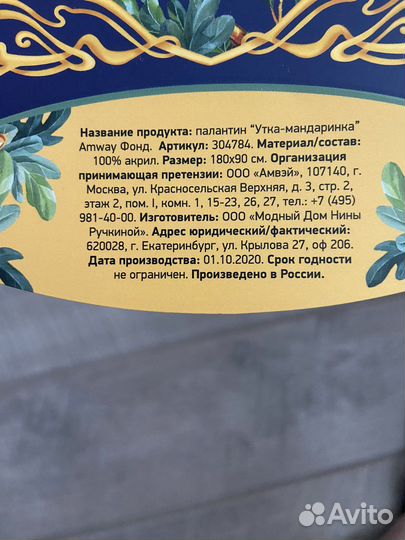 Название продукта: палантин “Утка-мандаринка”
Amway Фонд. Артикул: 304784. Материал/состав:
100% акрил. Размер: 180х90 см. Организация
принимающая претензии: ООО «Амвэй», 107140, г.
Москва, ул. Красносельская Верхняя, д. 3, стр. 2,
этаж 2, пом. I, комн. 1, 15-23, 26, 27, тел.: +7 (495)
981-40-00. Изготовитель: ООО «Модный Дом Нины
Ручкиной». Адрес юридический/фактический:
620028, г. Екатеринбург, ул. Крылова 27, оф 206.
Дата производства: 01.10.2020. Срок годности
не ограничен. Произведено в России.
Avito